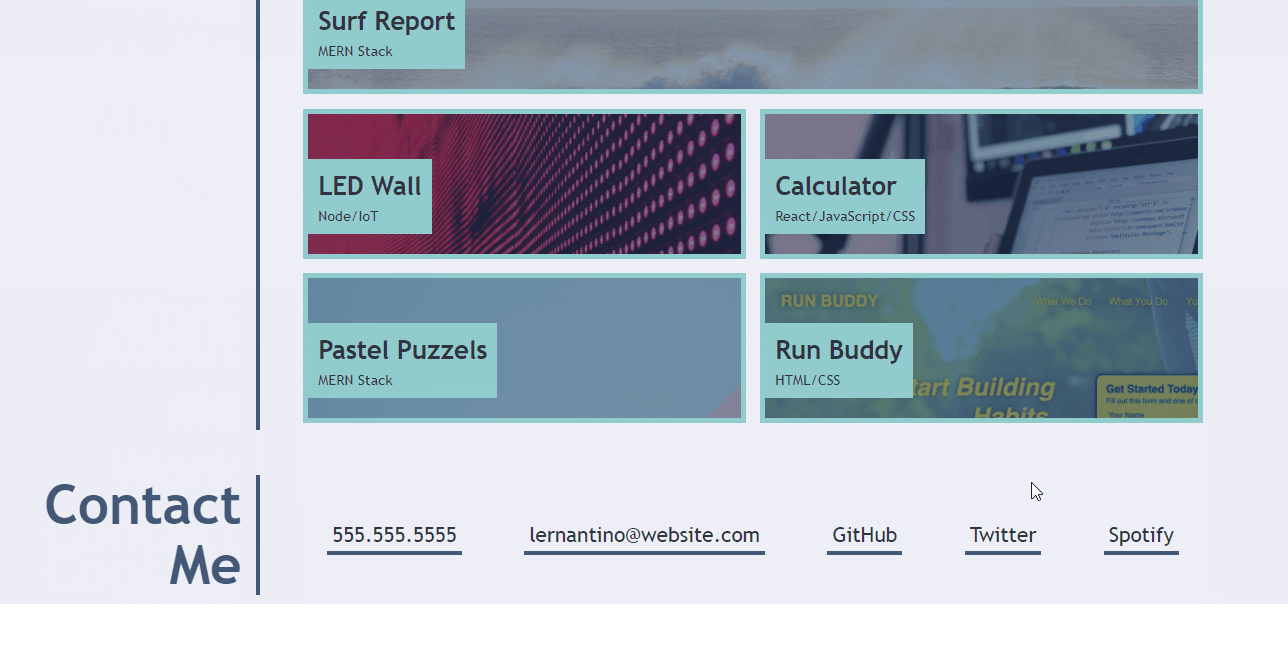 Surf Report
MERN Stack
LED Wall
Node/IoT
Calculator
React/JavaScript/CSS
Pastel Puzzels
MERN Stack
RUN BUDDY
What We Do What You Do Yo
Run Buddy
HTML/CSS
tart Building
Habits
Get Started Today
Fill out this form and one of
Your Name
Contact
Me
555.555.5555 lernantino@website.com GitHub Twitter Spotify